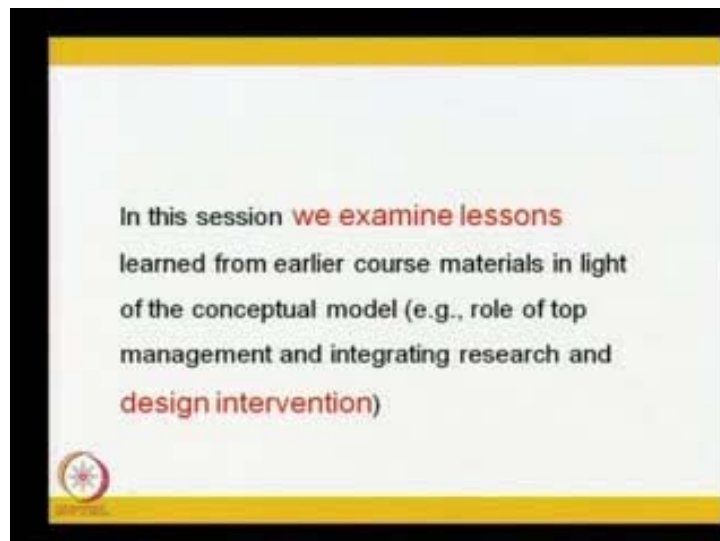 In this session we examine lessons
learned from earlier course materials in light
of the conceptual model (e.g., role of top
management and integrating research and
design intervention)